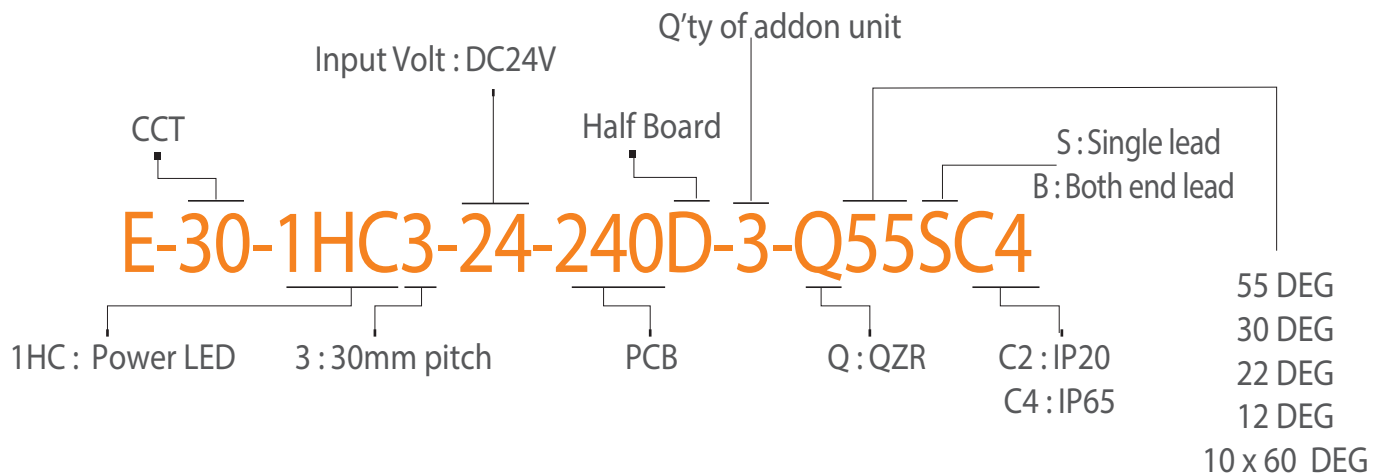 Q'ty of addon unit
Input Volt : DC24V
CCT
Half Board
S : Single lead
B : Both end lead
E-30-1HC3-24-240D-3-Q55SC4
1HC : Power LED
3 : 30mm pitch
PCB
Q : QZR
C2 : IP20
C4 : IP65
55 DEG
30 DEG
22 DEG
12 DEG
10 x 60 DEG